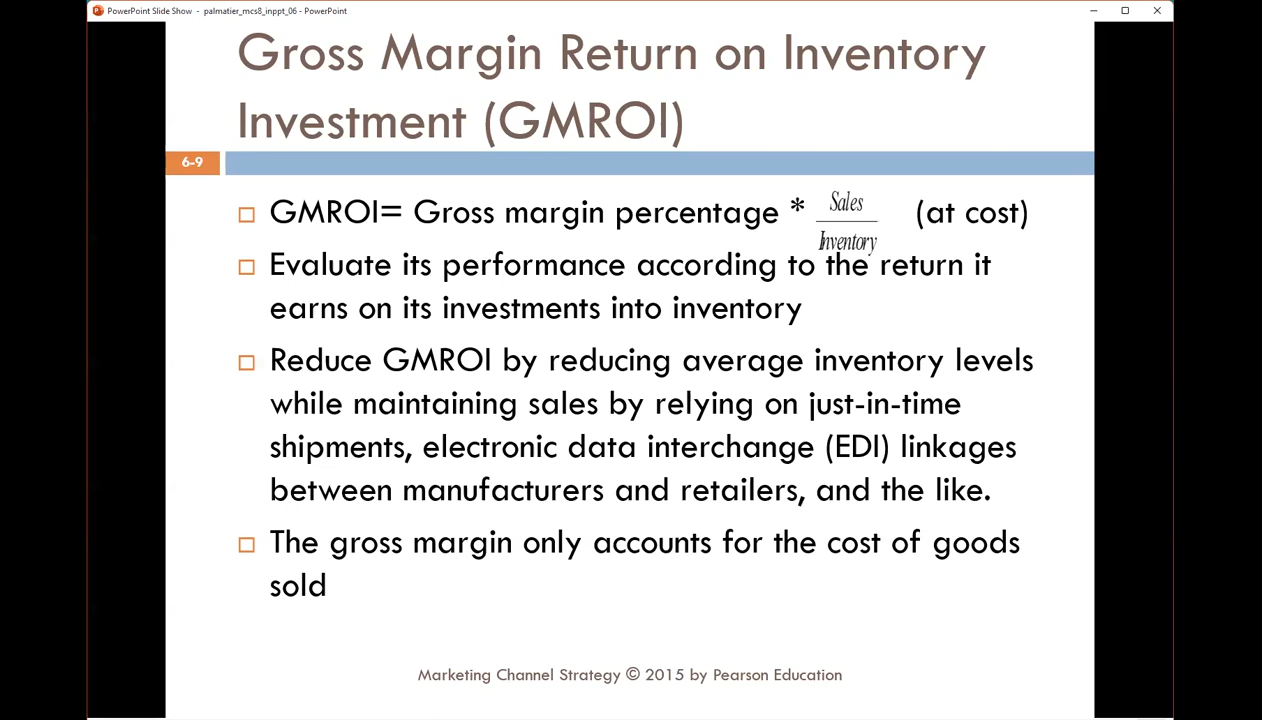 PowerPoint Slide Show - palmatier_mcs8_inppt_06 - PowerPoint
Gross Margin Return on Inventory
Investment (GMROI)
6-9
GMROI= Gross margin percentage * Sales / Inventory (at cost)
Evaluate its performance according to the return it
earns on its investments into inventory
Reduce GMROI by reducing average inventory levels
while maintaining sales by relying on just-in-time
shipments, electronic data interchange (EDI) linkages
between manufacturers and retailers, and the like.
The gross margin only accounts for the cost of goods
sold
Marketing Channel Strategy © 2015 by Pearson Education